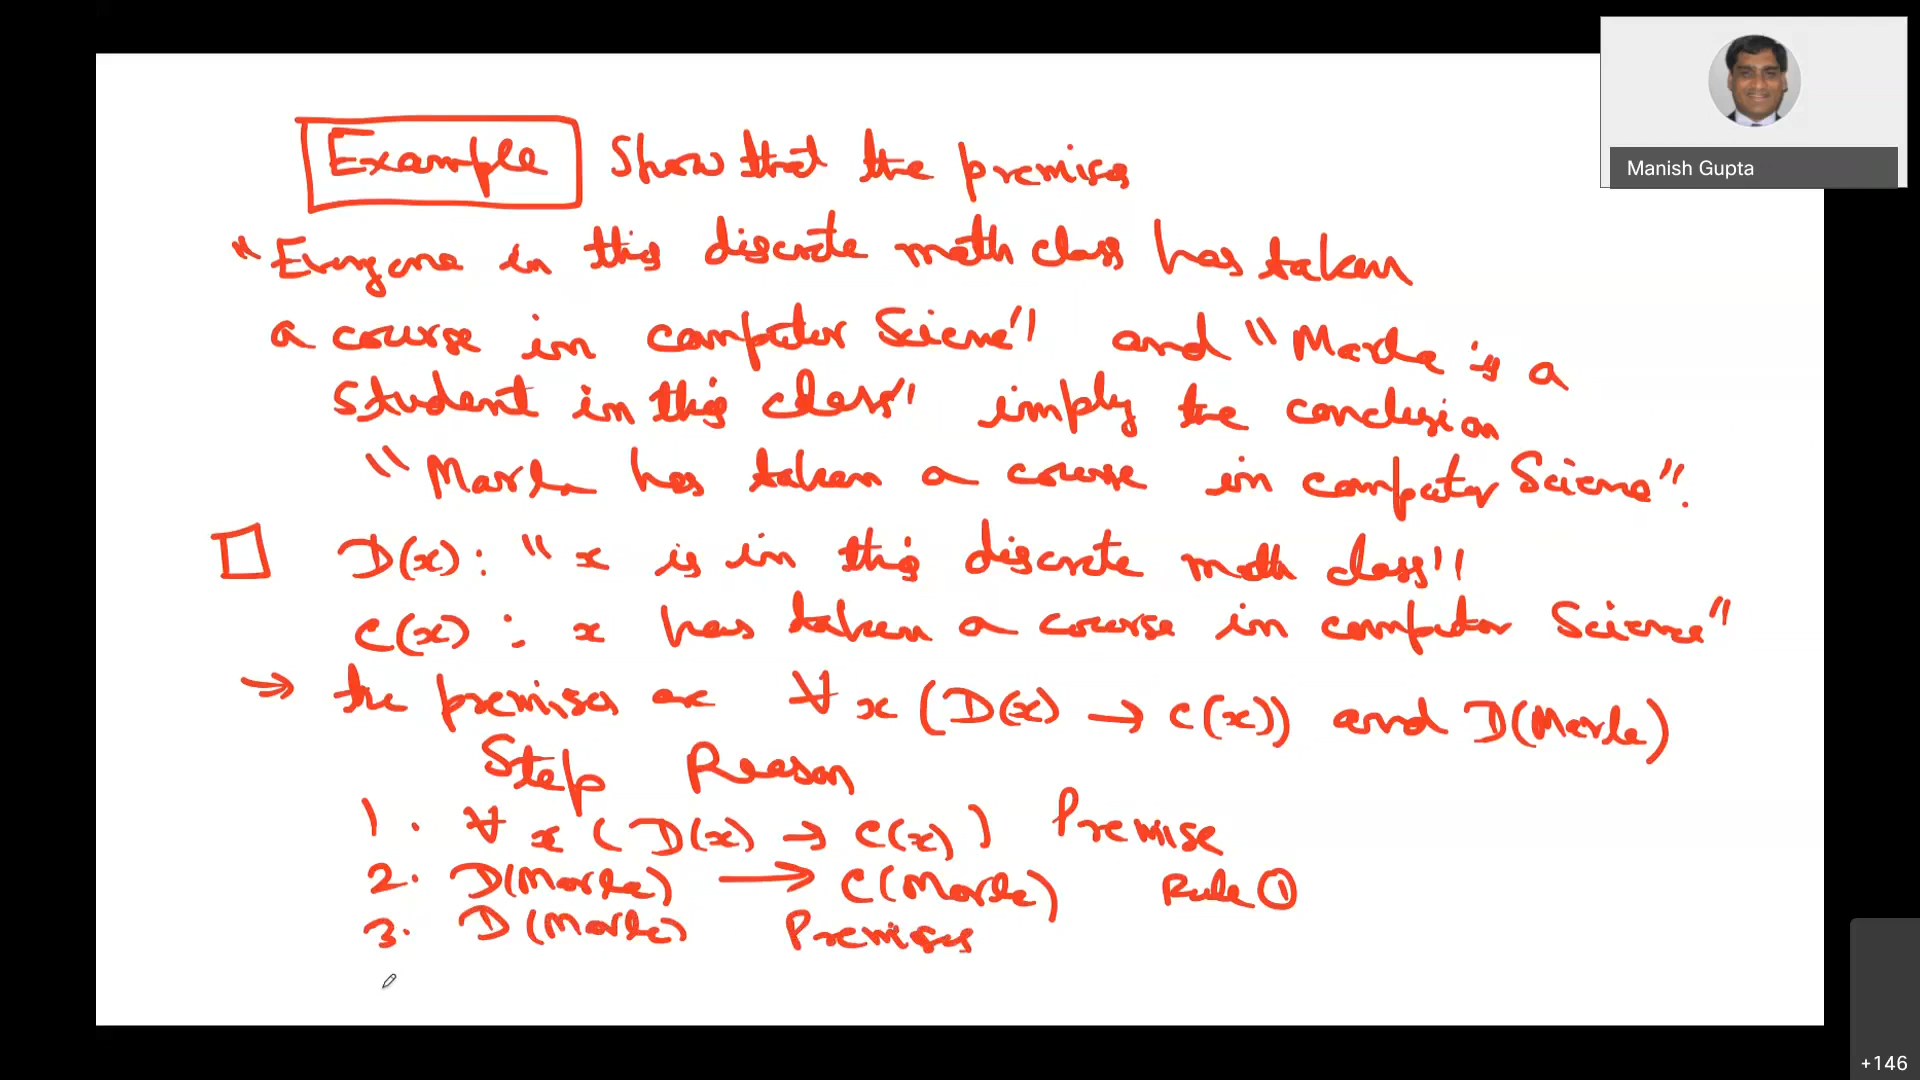 Example Show that the premises
"Everyone in this discrete math class has taken
a course in computer Science" and "Marla is a
student in this class" imply the conclusion
"Marla has taken a course in computer Science".
D(x): "x is in this discrete math class"
C(x): x has taken a course in computer Science"
→ the premises are ∀x (D(x) → C(x)) and D(Marla)
Step Reason
1. ∀x (D(x) → C(x)) Premise
2. D(Marla) → C(Marla) Rule ①
3. D(Marla) Premises
Manish Gupta
+146